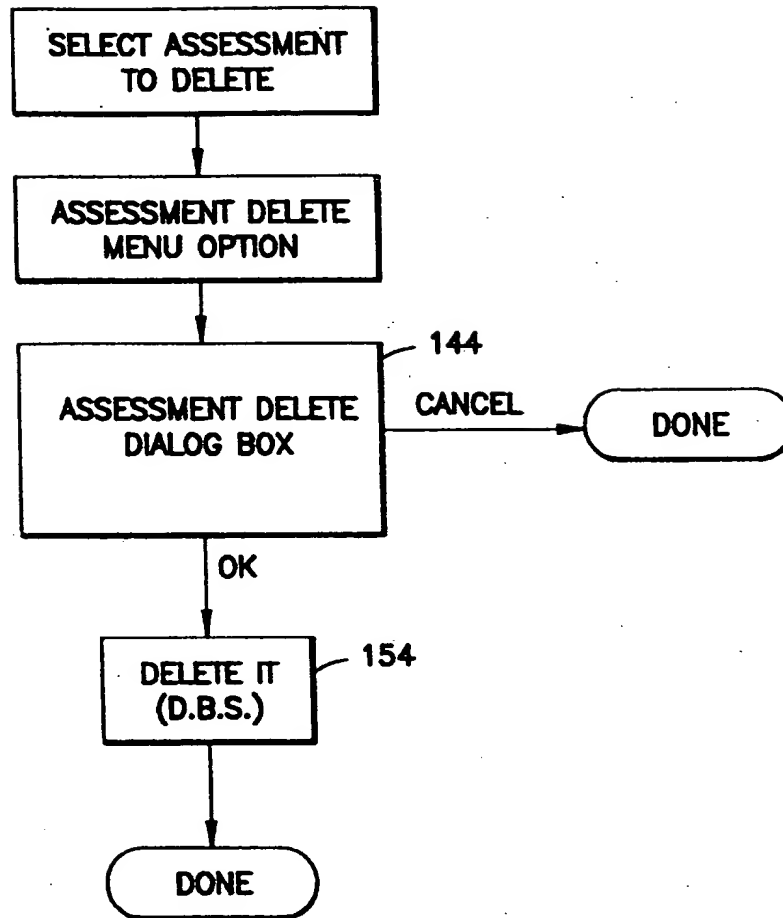 SELECT ASSESSMENT
TO DELETE
ASSESSMENT DELETE
MENU OPTION
144
ASSESSMENT DELETE
DIALOG BOX
CANCEL
DONE
OK
154
DELETE IT
(D.B.S.)
DONE